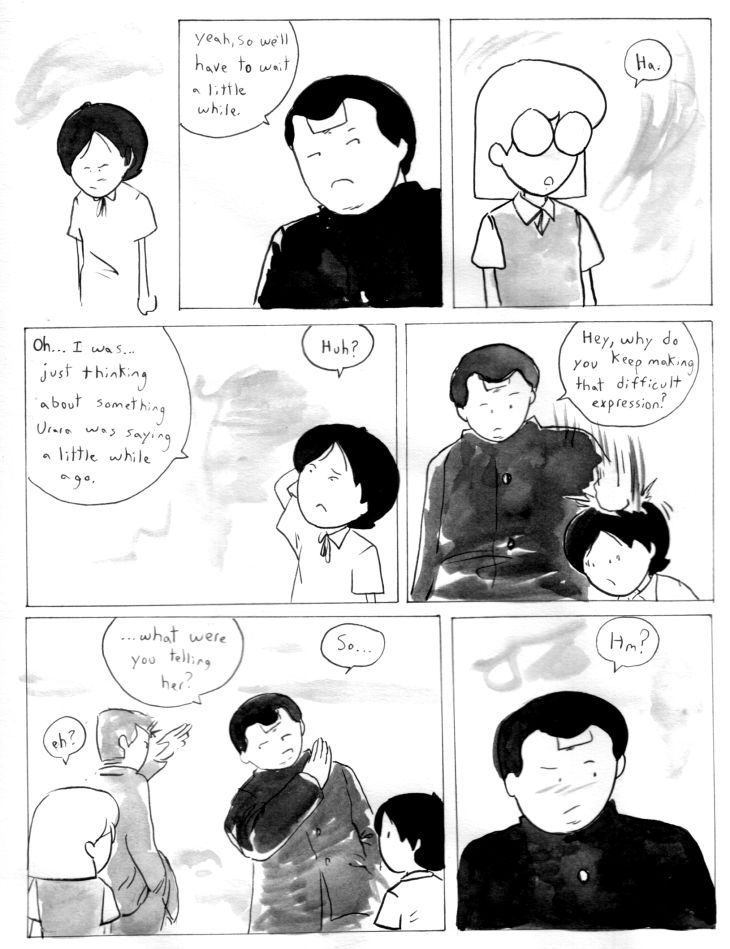 Ha.
yeah, so we'll
have to wait
a little
while.
Hey, why do
you keep making
that difficult
expression?
Huh?
Oh... I was...
just thinking
about something
Urara was saying
a little while
ago.
Hm?
So...
...what were
you telling
her?
eh?